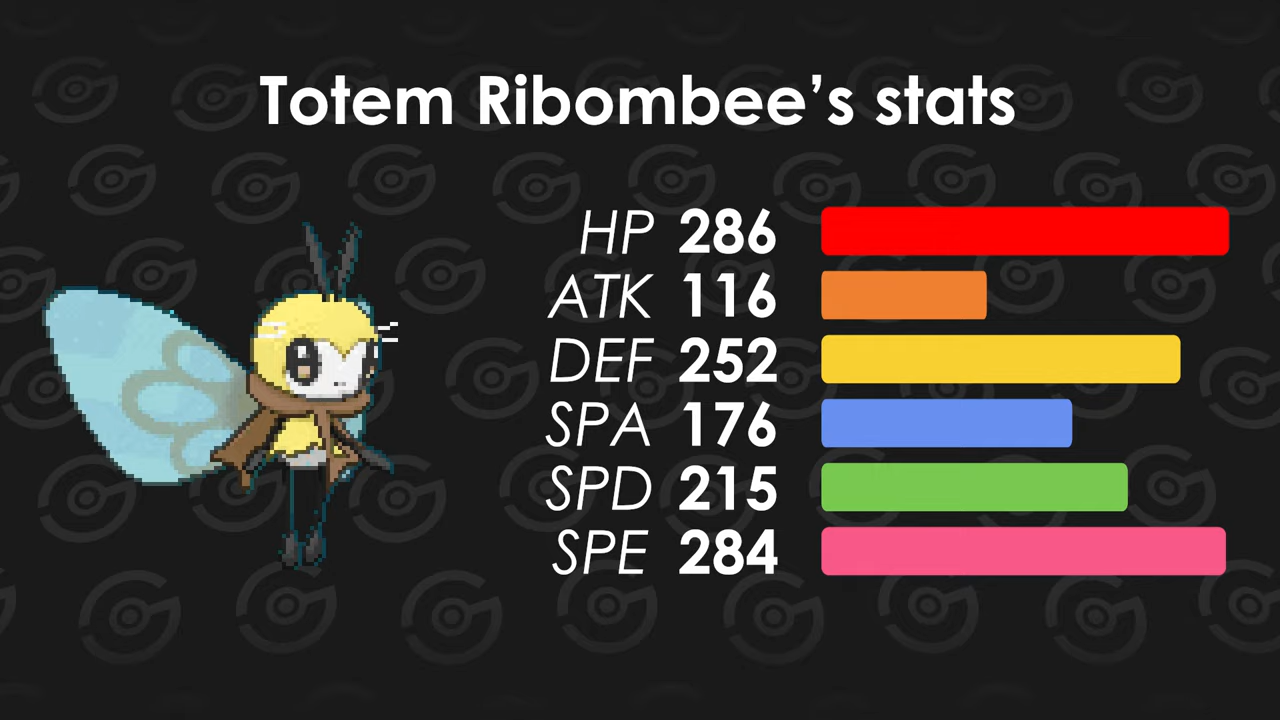 Totem Ribombee’s stats
HP 286
ATK 116
DEF 252
SPA 176
SPD 215
SPE 284